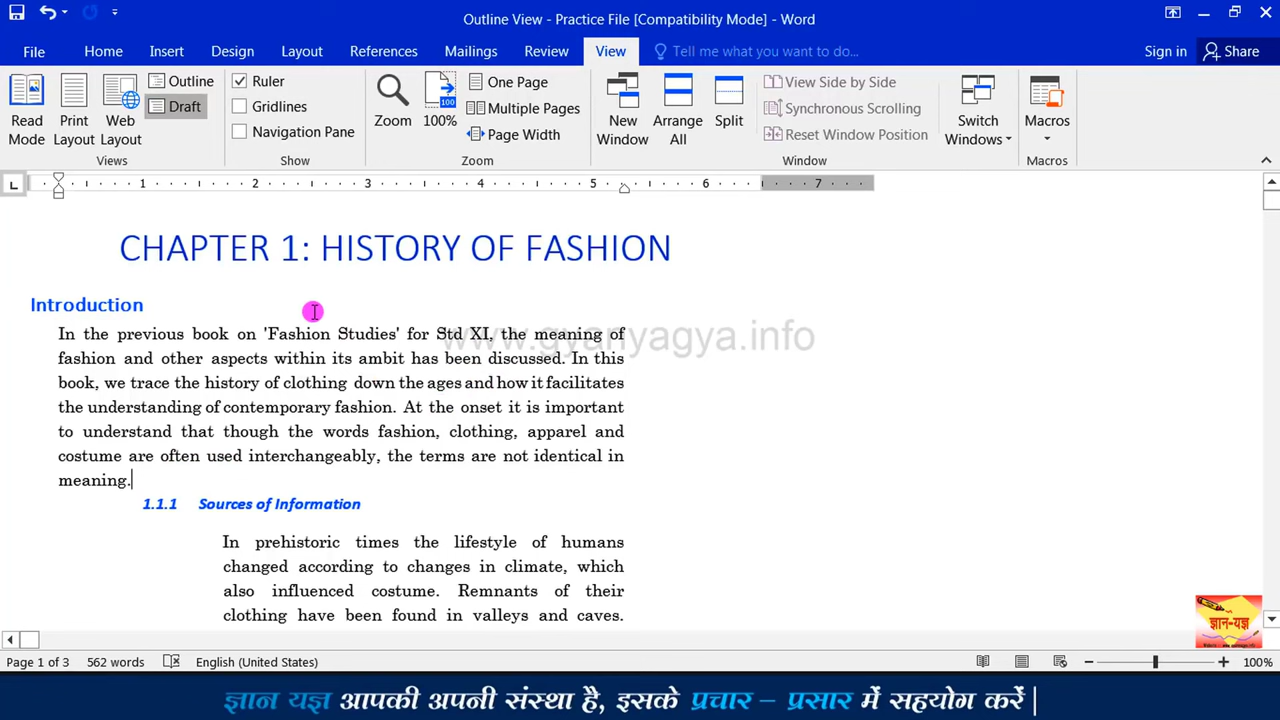 Outline View - Practice File [Compatibility Mode] - Word
File Home Insert Design Layout References Mailings Review View Tell me what you want to do... Sign in Share
Read Mode
Print Layout
Web Layout
Outline
Draft
Views
Ruler
Gridlines
Navigation Pane
Show
Zoom
100
100%
One Page
Multiple Pages
Page Width
Zoom
New Window
Arrange All
Split
View Side by Side
Synchronous Scrolling
Reset Window Position
Window
Switch Windows
Macros
Macros
L 1 2 3 4 5 6 7
CHAPTER 1: HISTORY OF FASHION
Introduction
In the previous book on 'Fashion Studies' for Std XI, the meaning of
fashion and other aspects within its ambit has been discussed. In this
book, we trace the history of clothing down the ages and how it facilitates
the understanding of contemporary fashion. At the onset it is important
to understand that though the words fashion, clothing, apparel and
costume are often used interchangeably, the terms are not identical in
meaning.
www.gyanyagya.info
1.1.1 Sources of Information
In prehistoric times the lifestyle of humans
changed according to changes in climate, which
also influenced costume. Remnants of their
clothing have been found in valleys and caves.
ज्ञान-यज्ञ
Page 1 of 3 562 words English (United States) 100%
ज्ञान यज्ञ आपकी अपनी संस्था है, इसके प्रचार – प्रसार में सहयोग करें |